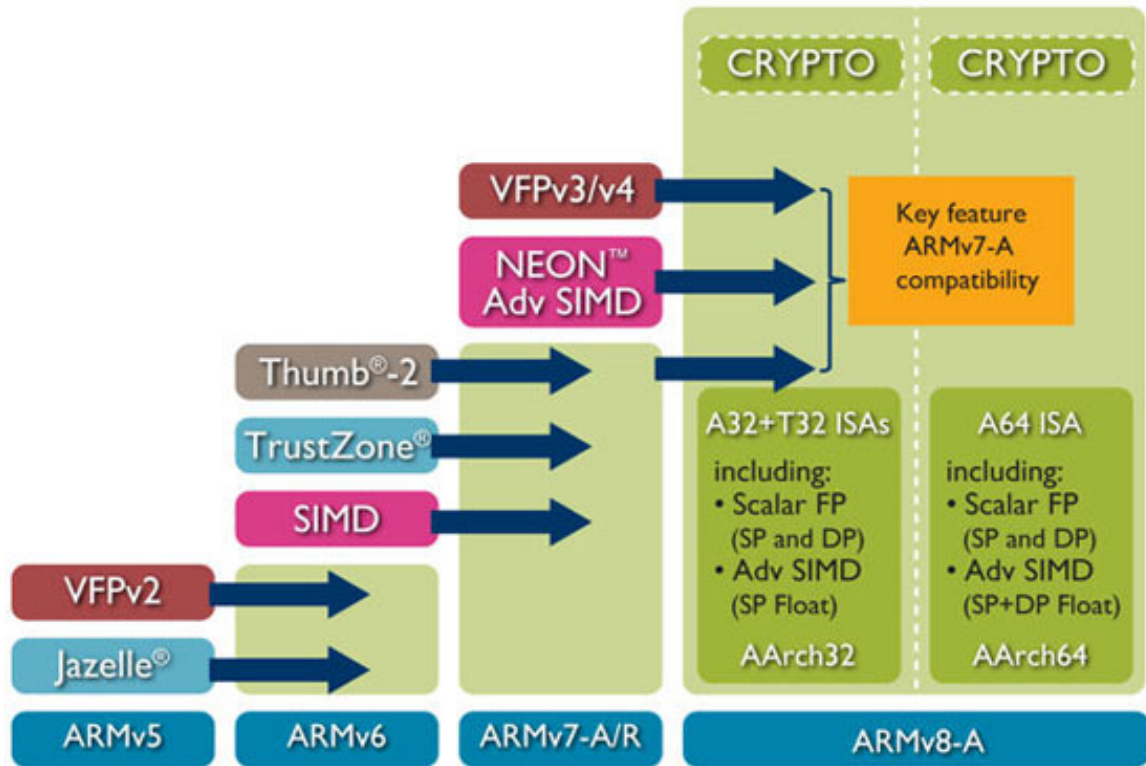 CRYPTO
CRYPTO
VFPv3/v4
Key feature
ARMv7-A
compatibility
NEON™
Adv SIMD
Thumb®-2
TrustZone®
SIMD
A32+T32 ISAs
including:
• Scalar FP
(SP and DP)
• Adv SIMD
(SP Float)
AArch32
A64 ISA
including:
• Scalar FP
(SP and DP)
• Adv SIMD
(SP+DP Float)
AArch64
VFPv2
Jazelle®
ARMv5
ARMv6
ARMv7-A/R
ARMv8-A